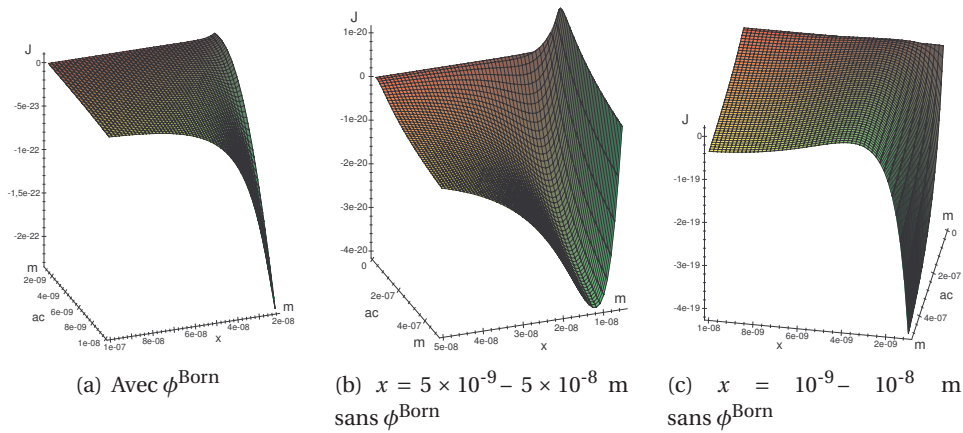 J
0
-5e-23
-1e-22
-1,5e-22
-2e-22
m
2e-09
4e-09
ac
6e-09
8e-09
1e-08
1e-07
8e-08
6e-08
x
4e-08
m
2e-08
J
1e-20
0
-1e-20
-2e-20
-3e-20
-4e-20
0
2e-07
ac
4e-07
m
5e-08
4e-08
3e-08
x
2e-08
m
1e-08
J
0
-1e-19
-2e-19
-3e-19
-4e-19
1e-08
8e-09
x
6e-09
4e-09
2e-09
m
m
0
2e-07
ac
4e-07
(a) Avec ϕ^Born
(b) x = 5 × 10^-9 – 5 × 10^-8 m
sans ϕ^Born
(c) x = 10^-9 – 10^-8 m
sans ϕ^Born